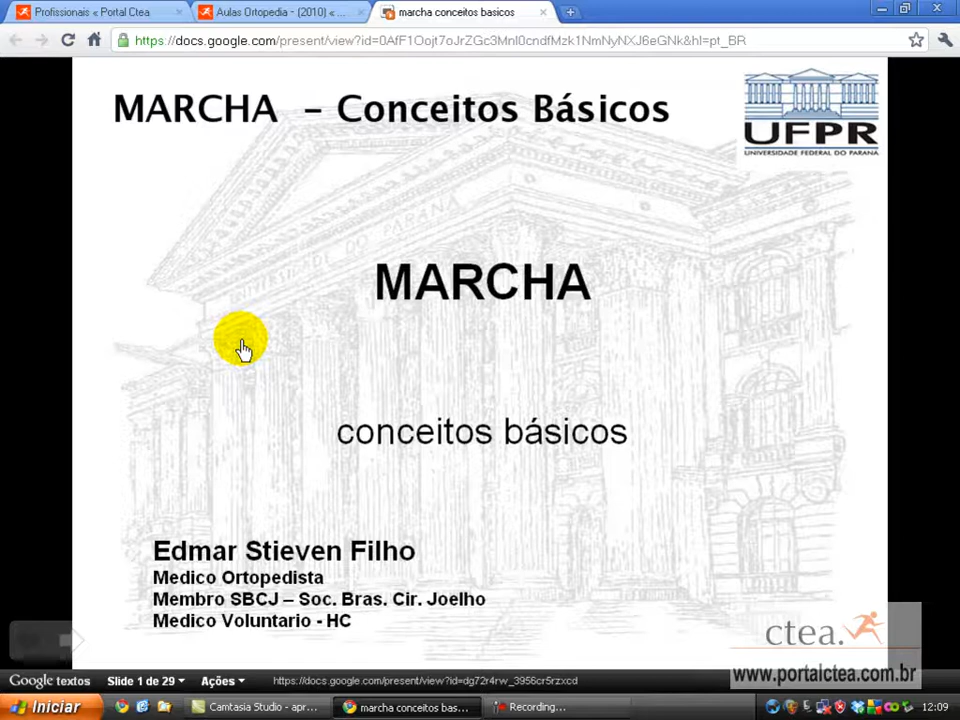 Profissionais « Portal Ctea
Aulas Ortopedia - (2010) « ...
marcha conceitos basicos
https://docs.google.com/present/view?id=0AfF1Oojt7oJrZGc3Mnl0cndfMzk1NmNyNXJ6eGNk&hl=pt_BR
MARCHA – Conceitos Básicos
UFPR
UNIVERSIDADE FEDERAL DO PARANÁ
MARCHA
conceitos básicos
Edmar Stieven Filho
Medico Ortopedista
Membro SBCJ – Soc. Bras. Cir. Joelho
Medico Voluntario - HC
ctea.
www.portalctea.com.br
Google textos
Slide 1 de 29
Ações
https://docs.google.com/present/view?id=dg72r4rw_3956cr5rzxcd
Iniciar
Camtasia Studio - apr...
marcha conceitos bas...
Recording...
12:09